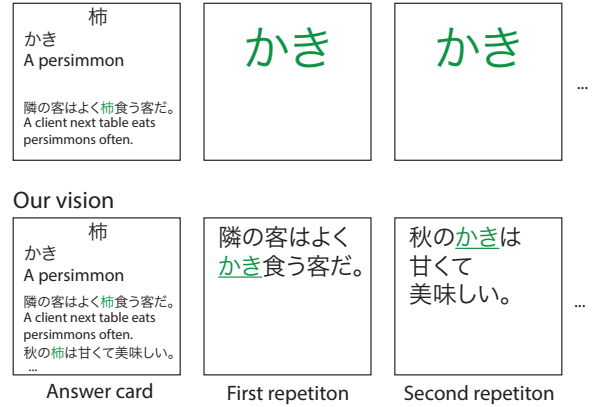 柿
かき
A persimmon
隣の客はよく柿食う客だ。
A client next table eats
persimmons often.
かき
かき
...
Our vision
柿
かき
A persimmon
隣の客はよく柿食う客だ。
A client next table eats
persimmons often.
秋の柿は甘くて美味しい。
...
隣の客はよく
かき食う客だ。
秋のかきは
甘くて
美味しい。
...
Answer card
First repetiton
Second repetiton